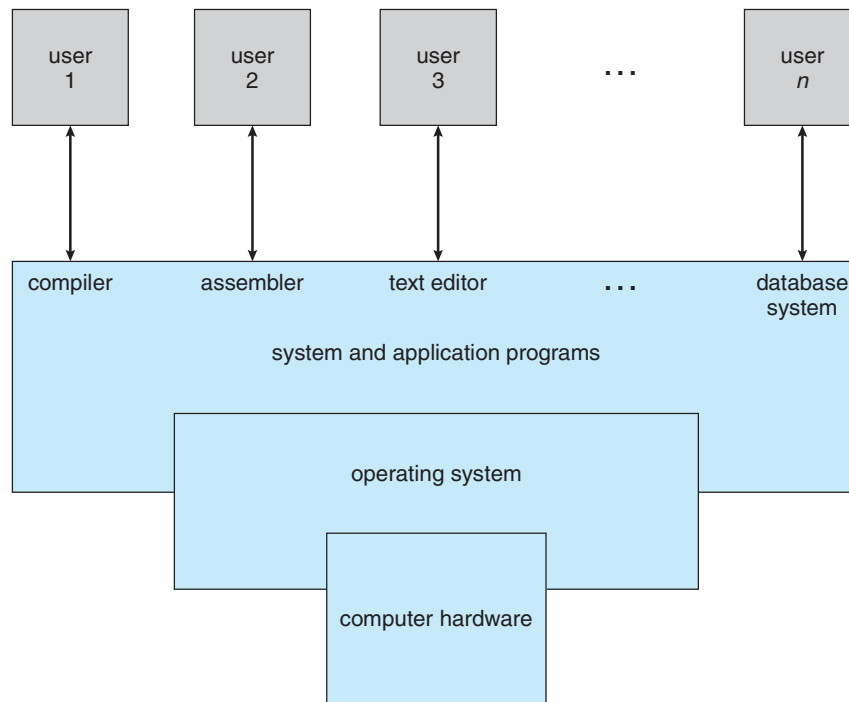 user
1
user
2
user
3
...
user
n
compiler
assembler
text editor
...
database
system
system and application programs
operating system
computer hardware